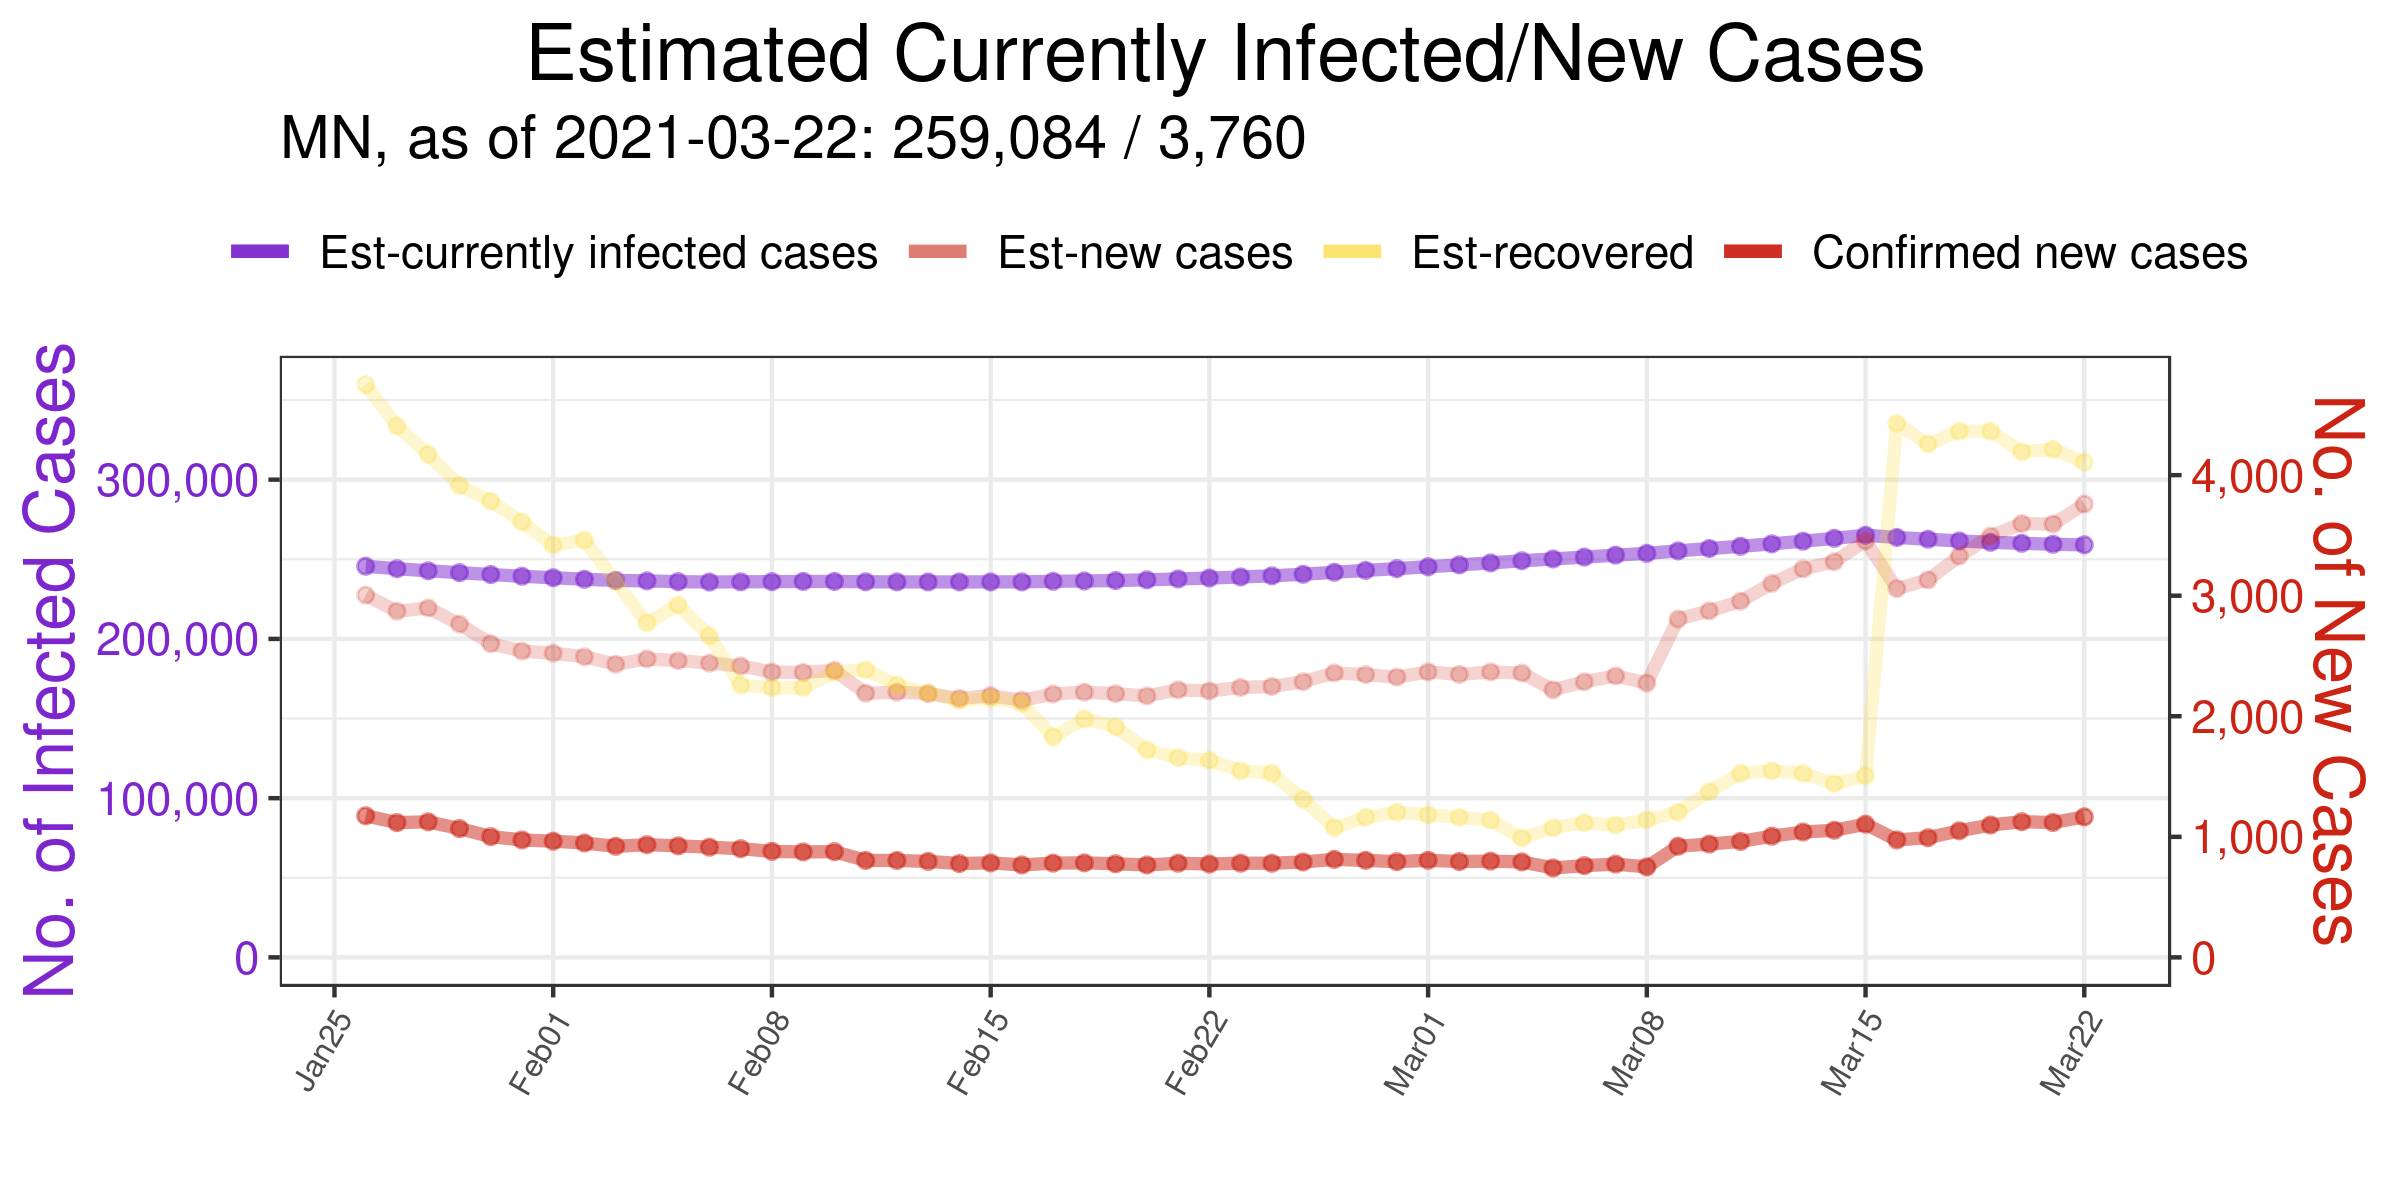 Estimated Currently Infected/New Cases
MN, as of 2021-03-22: 259,084 / 3,760
Est-currently infected cases Est-new cases Est-recovered Confirmed new cases
No. of Infected Cases
300,000
200,000
100,000
0
4,000
3,000
2,000
1,000
0
No. of New Cases
Jan25 Feb01 Feb08 Feb15 Feb22 Mar01 Mar08 Mar15 Mar22